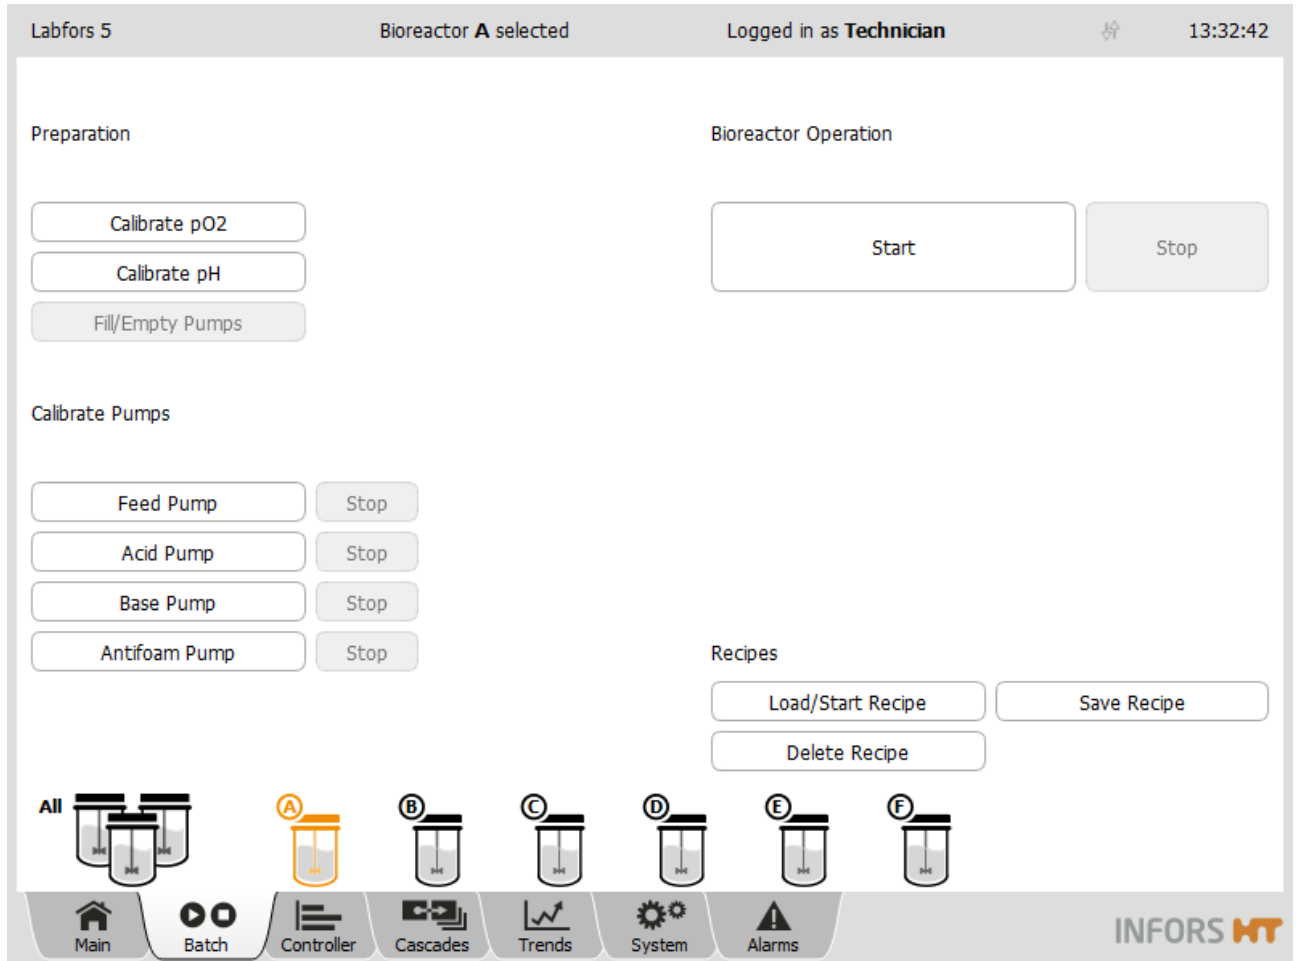 Labfors 5 Bioreactor A selected Logged in as Technician 13:32:42
Preparation Bioreactor Operation
Calibrate pO2
Start Stop
Calibrate pH
Fill/Empty Pumps
Calibrate Pumps
Feed Pump Stop
Acid Pump Stop
Base Pump Stop
Antifoam Pump Stop
Recipes
Load/Start Recipe Save Recipe
Delete Recipe
All A B C D E F
Main Batch Controller Cascades Trends System Alarms
INFORS HT